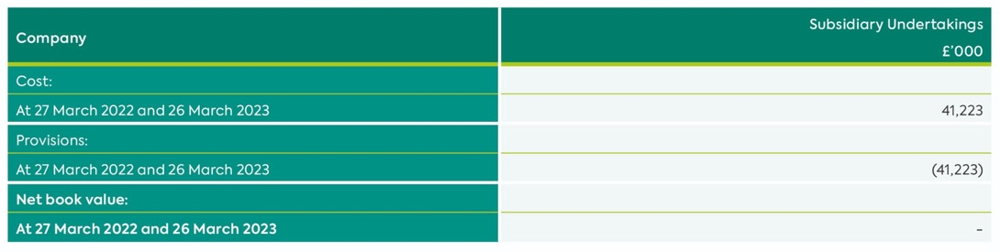 Company
Subsidiary Undertakings
£’000
Cost:
At 27 March 2022 and 26 March 2023 41,223
Provisions:
At 27 March 2022 and 26 March 2023 (41,223)
Net book value:
At 27 March 2022 and 26 March 2023 –